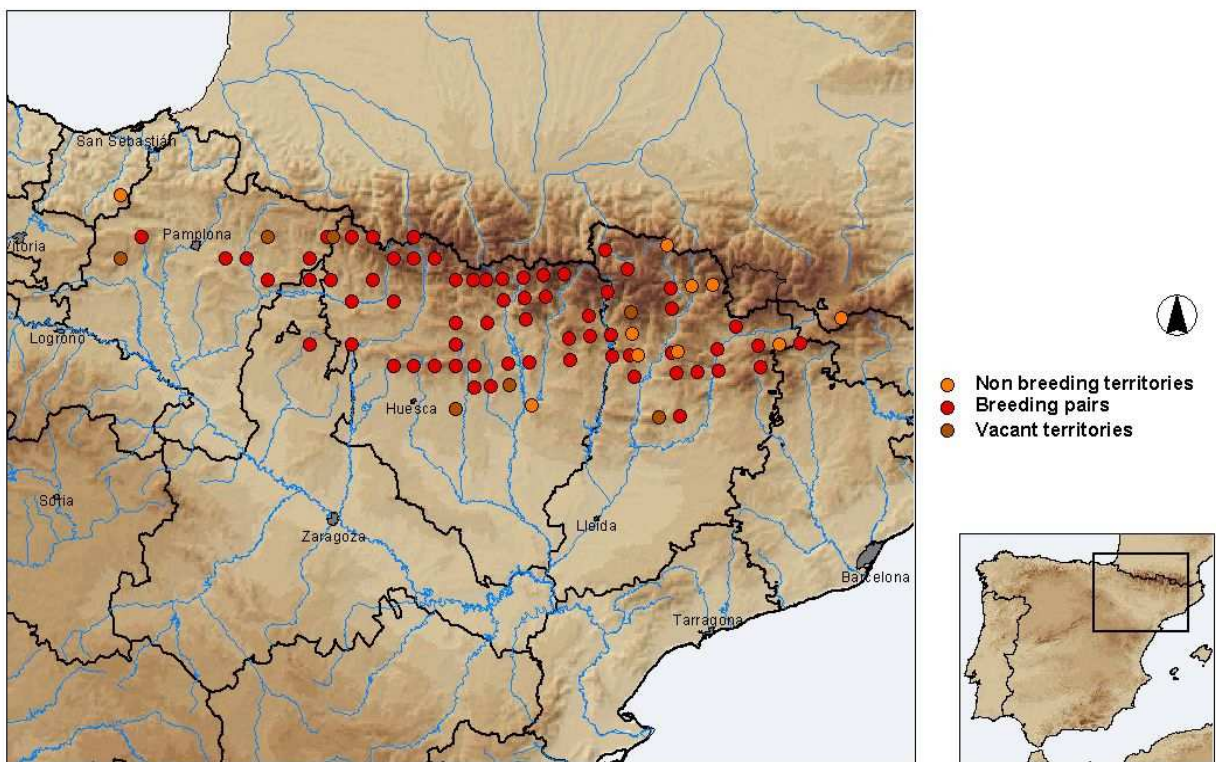 San Sebastián
Pamplona
Vitoria
Logroño
Huesca
Soria
Zaragoza
Lleida
Barcelona
Tarragona
Non breeding territories
Breeding pairs
Vacant territories